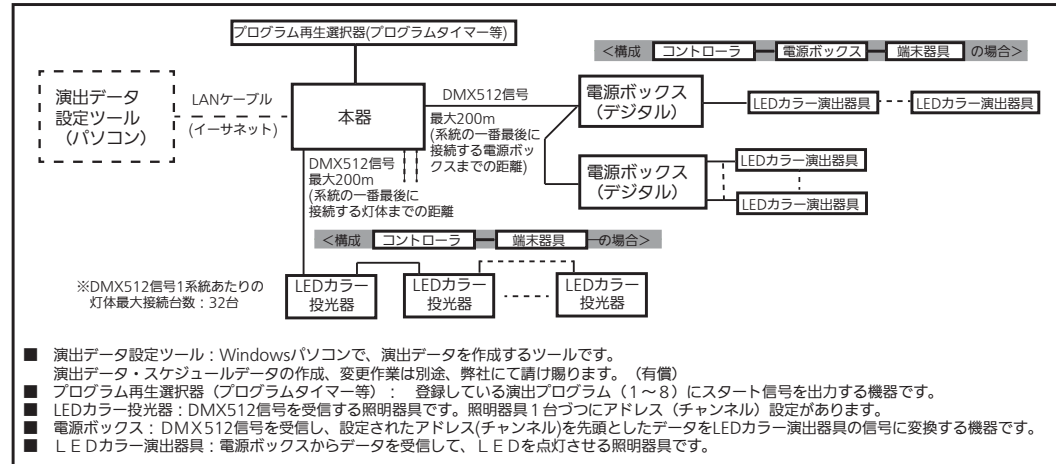 プログラム再生選択器(プログラムタイマー等)
<構成 コントローラ 電源ボックス 端末器具 の場合>
演出データ
設定ツール
（パソコン）
LANケーブル
(イーサネット)
本器
DMX512信号
最大200m
(系統の一番最後に
接続する電源ボッ
クスまでの距離)
電源ボックス
（デジタル）
LEDカラー演出器具
LEDカラー演出器具
DMX512信号
最大200m
(系統の一番最後に
接続する灯体までの距離
電源ボックス
（デジタル）
LEDカラー演出器具
LEDカラー演出器具
<構成 コントローラ 端末器具 の場合>
※DMX512信号1系統あたりの
灯体最大接続台数：32台
LEDカラー
投光器
LEDカラー
投光器
LEDカラー
投光器
■ 演出データ設定ツール：Windowsパソコンで、演出データを作成するツールです。
演出データ・スケジュールデータの作成、変更作業は別途、弊社にて請け賜ります。（有償）
■ プログラム再生選択器（プログラムタイマー等）： 登録している演出プログラム（１～８）にスタート信号を出力する機器です。
■ LEDカラー投光器：DMX512信号を受信する照明器具です。照明器具１台づつにアドレス（チャンネル）設定があります。
■ 電源ボックス：DMX512信号を受信し、設定されたアドレス(チャンネル)を先頭としたデータをLEDカラー演出器具の信号に変換する機器です。
■ ＬＥＤカラー演出器具：電源ボックスからデータを受信して、ＬＥＤを点灯させる照明器具です。